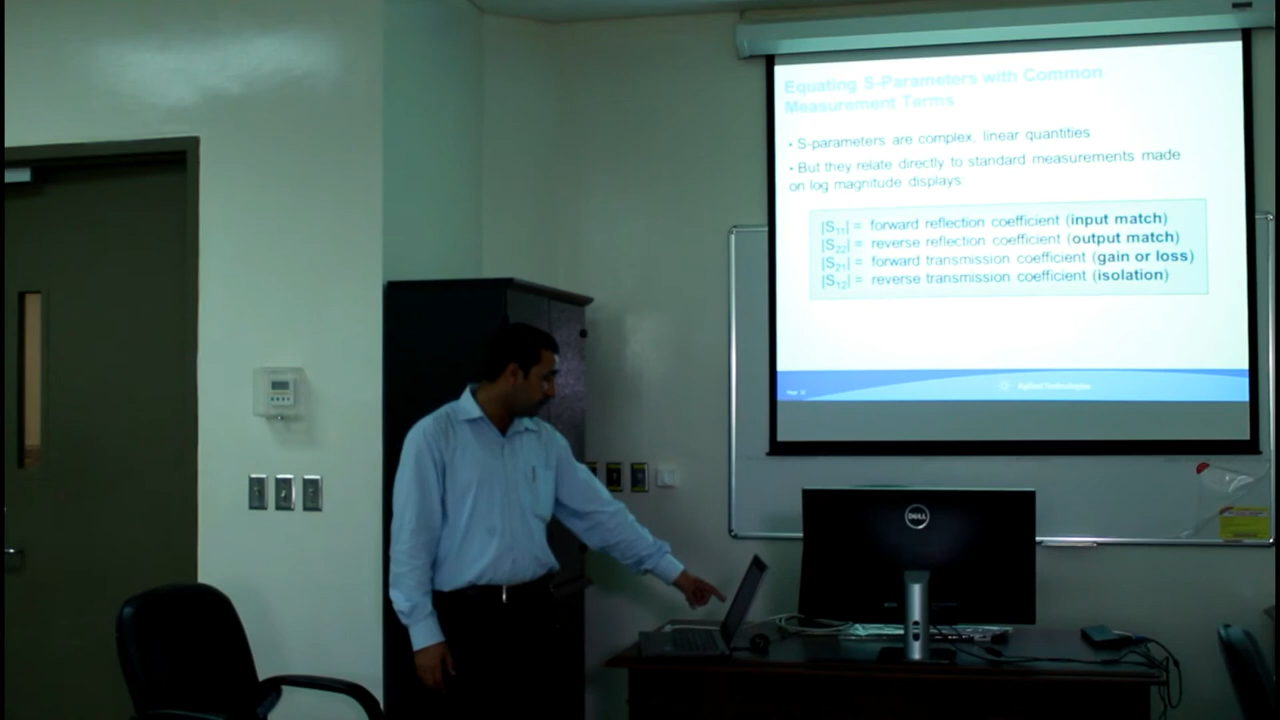 Equating S-Parameters with Common
Measurement Terms
• S-parameters are complex, linear quantities
• But they relate directly to standard measurements made
on log magnitude displays:
|S11| = forward reflection coefficient (input match)
|S22| = reverse reflection coefficient (output match)
|S21| = forward transmission coefficient (gain or loss)
|S12| = reverse transmission coefficient (isolation)
Agilent Technologies
DELL